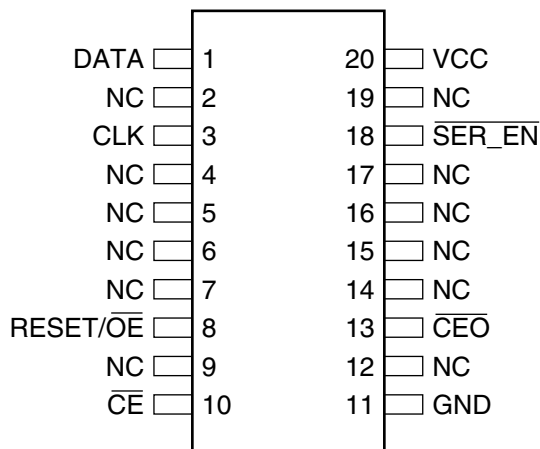 DATA 1 20 VCC
NC 2 19 NC
CLK 3 18 SER_EN
NC 4 17 NC
NC 5 16 NC
NC 6 15 NC
NC 7 14 NC
RESET/OE 8 13 CEO
NC 9 12 NC
CE 10 11 GND